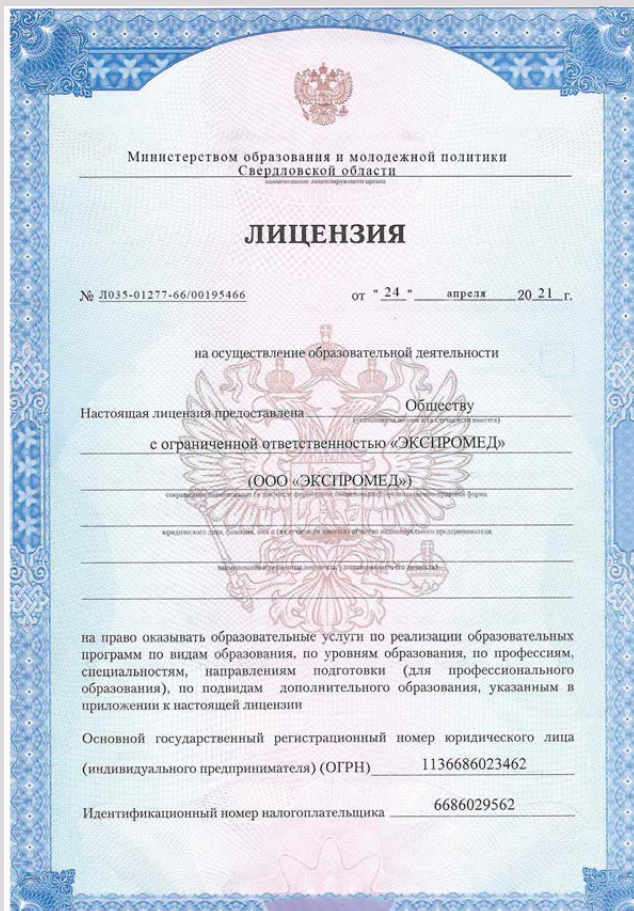 Министерством образования и молодежной политики
Свердловской области
наименование лицензирующего органа
ЛИЦЕНЗИЯ
№ Л035-01277-66/00195466 от " 24 " апреля 20 21 г.
на осуществление образовательной деятельности
Настоящая лицензия предоставлена Обществу
с ограниченной ответственностью «ЭКСПРОМЕД»
(ООО «ЭКСПРОМЕД»)
на право оказывать образовательные услуги по реализации образовательных
программ по видам образования, по уровням образования, по профессиям,
специальностям, направлениям подготовки (для профессионального
образования), по подвидам дополнительного образования, указанным в
приложении к настоящей лицензии
Основной государственный регистрационный номер юридического лица
(индивидуального предпринимателя) (ОГРН) 1136686023462
Идентификационный номер налогоплательщика 6686029562